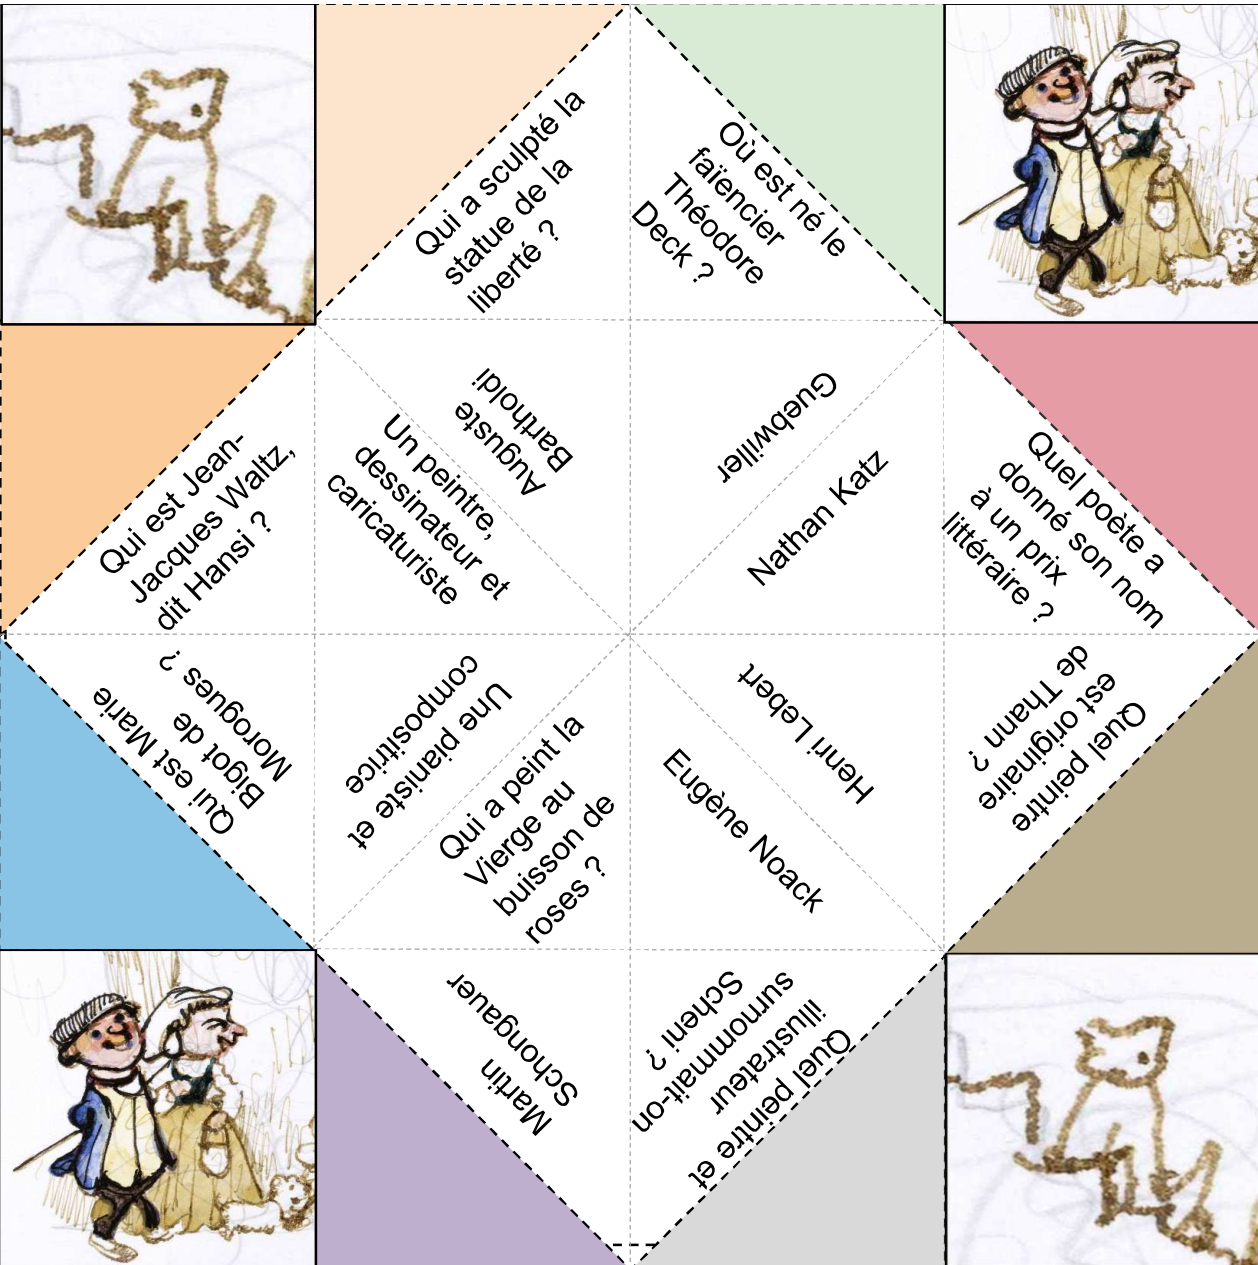 Qui a sculpté la
statue de la
liberté ?
Où est né le
faïencier
Théodore
Deck ?
Auguste
Bartholdi
Guebwiller
Qui est Jean-
Jacques Waltz,
dit Hansi ?
Un peintre,
dessinateur et
caricaturiste
Nathan Katz
Quel poète a
donné son nom
à un prix
littéraire ?
Qui est Marie
Bigot de
Morogues ?
Une pianiste et
compositrice
Henri Lebert
Quel peintre
est originaire
de Thann ?
Qui a peint la
Vierge au
buisson de
roses ?
Eugène Noack
Martin
Schongauer
Quel peintre et
illustrateur
surnommait-on
Scheni ?